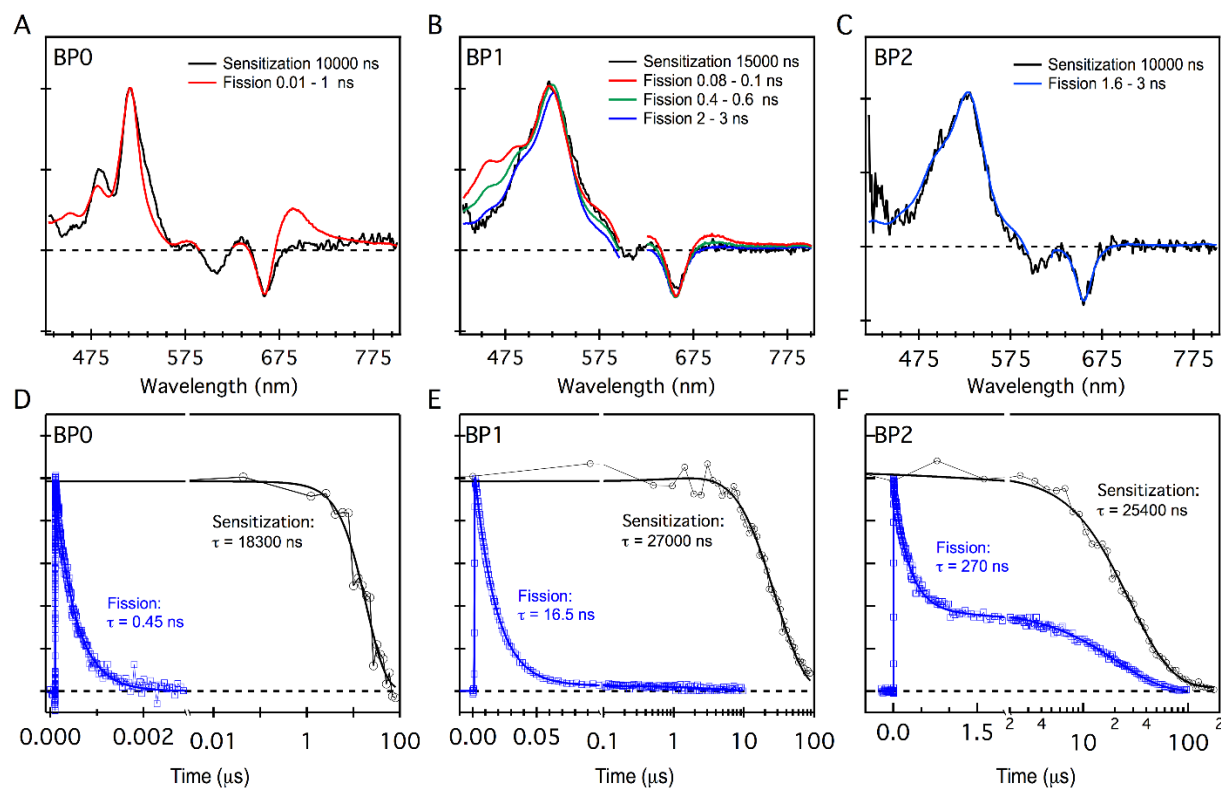 A
BP0
Sensitization 10000 ns
Fission 0.01 - 1 ns
475 575 675 775
Wavelength (nm)
B
BP1
Sensitization 15000 ns
Fission 0.08 - 0.1 ns
Fission 0.4 - 0.6 ns
Fission 2 - 3 ns
475 575 675 775
Wavelength (nm)
C
BP2
Sensitization 10000 ns
Fission 1.6 - 3 ns
475 575 675 775
Wavelength (nm)
D
BP0
Sensitization:
τ = 18300 ns
Fission:
τ = 0.45 ns
0.000 0.002 0.01 1 100
Time (μs)
E
BP1
Sensitization:
τ = 27000 ns
Fission:
τ = 16.5 ns
0.00 0.05 0.1 1 10 100
Time (μs)
F
BP2
Sensitization:
τ = 25400 ns
Fission:
τ = 270 ns
0.0 1.5 2 4 10 2 4 100 2
Time (μs)